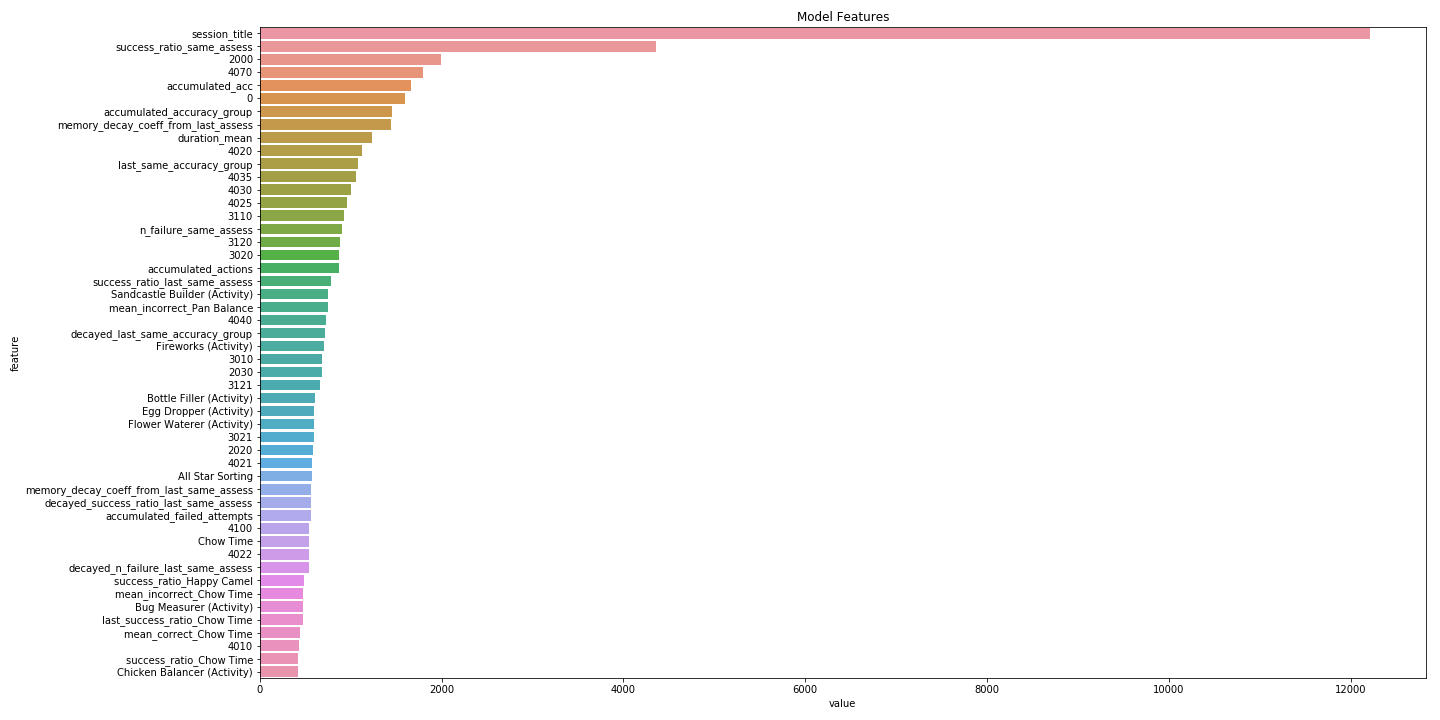 Model Features
session_title
success_ratio_same_assess
2000
4070
accumulated_acc
0
accumulated_accuracy_group
memory_decay_coeff_from_last_assess
duration_mean
4020
last_same_accuracy_group
4035
4030
4025
3110
n_failure_same_assess
3120
3020
accumulated_actions
success_ratio_last_same_assess
Sandcastle Builder (Activity)
mean_incorrect_Pan Balance
4040
decayed_last_same_accuracy_group
Fireworks (Activity)
3010
2030
3121
Bottle Filler (Activity)
Egg Dropper (Activity)
Flower Waterer (Activity)
3021
2020
4021
All Star Sorting
memory_decay_coeff_from_last_same_assess
decayed_success_ratio_last_same_assess
accumulated_failed_attempts
4100
Chow Time
4022
decayed_n_failure_last_same_assess
success_ratio_Happy Camel
mean_incorrect_Chow Time
Bug Measurer (Activity)
last_success_ratio_Chow Time
mean_correct_Chow Time
4010
success_ratio_Chow Time
Chicken Balancer (Activity)
feature
0 2000 4000 6000 8000 10000 12000
value